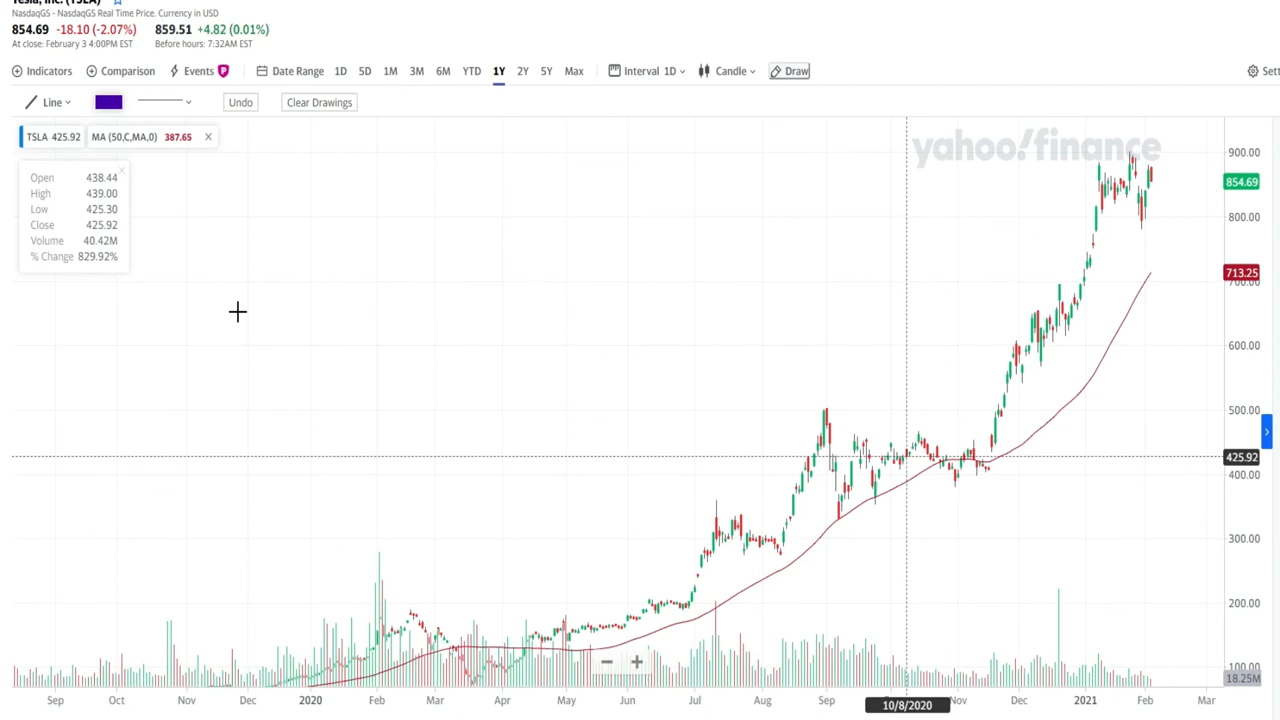 Tesla, Inc. (TSLA)
NasdaqGS - NasdaqGS Real Time Price. Currency in USD
854.69 -18.10 (-2.07%) 859.51 +4.82 (0.01%)
At close: February 3 4:00PM EST Before hours: 7:32AM EST
Indicators Comparison Events P Date Range 1D 5D 1M 3M 6M YTD 1Y 2Y 5Y Max Interval 1D Candle Draw Sett
Line Undo Clear Drawings
TSLA 425.92 MA (50,C,MA,0) 387.65
yahoo!finance
Open 438.44
High 439.00
Low 425.30
Close 425.92
Volume 40.42M
% Change 829.92%
900.00
854.69
800.00
713.25
700.00
600.00
500.00
425.92
400.00
300.00
200.00
100.00
18.25M
Sep Oct Nov Dec 2020 Feb Mar Apr May Jun Jul Aug Sep 10/8/2020 Nov Dec 2021 Feb Mar